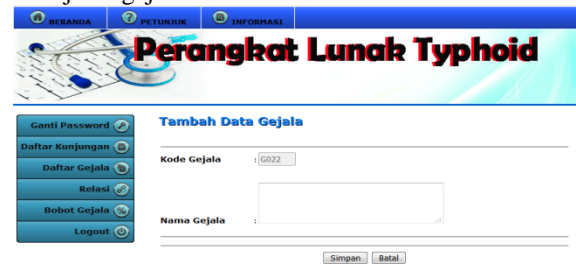 BERANDA
PETUNJUK
INFORMASI
Perangkat Lunak Typhoid
Ganti Password
Daftar Kunjungan
Daftar Gejala
Relasi
Bobot Gejala
Logout
Tambah Data Gejala
Kode Gejala : G022
Nama Gejala :
Simpan Batal